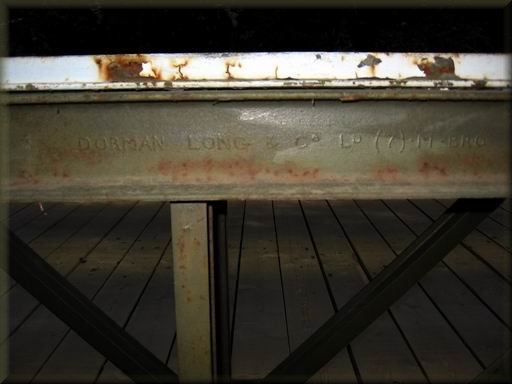 DORMAN LONG & Co LD (7) M-BRO